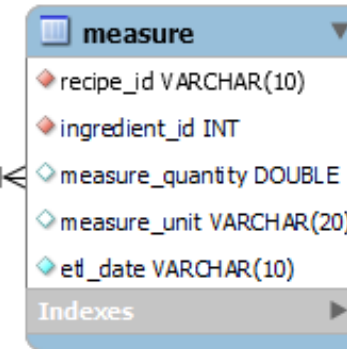 measure
recipe_id VARCHAR(10)
ingredient_id INT
measure_quantity DOUBLE
measure_unit VARCHAR(20)
etl_date VARCHAR(10)
Indexes